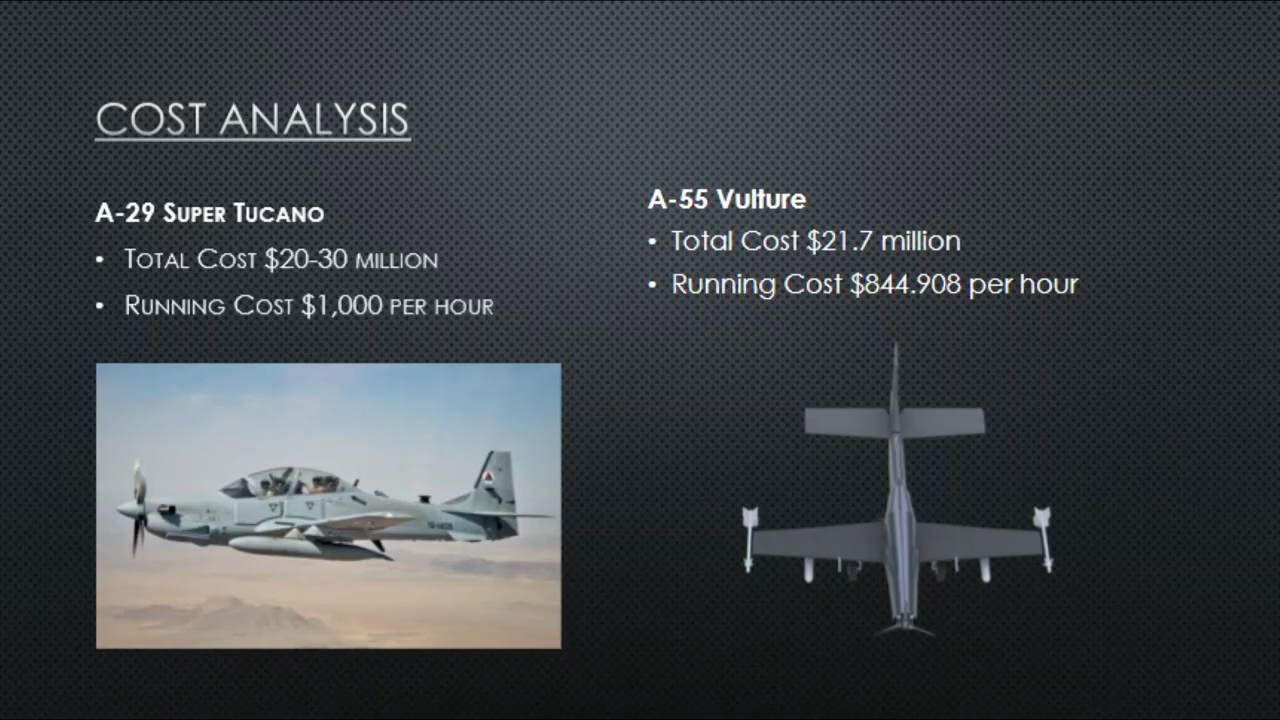 COST ANALYSIS
A-29 SUPER TUCANO
• TOTAL COST $20-30 MILLION
• RUNNING COST $1,000 PER HOUR
A-55 Vulture
• Total Cost $21.7 million
• Running Cost $844.908 per hour